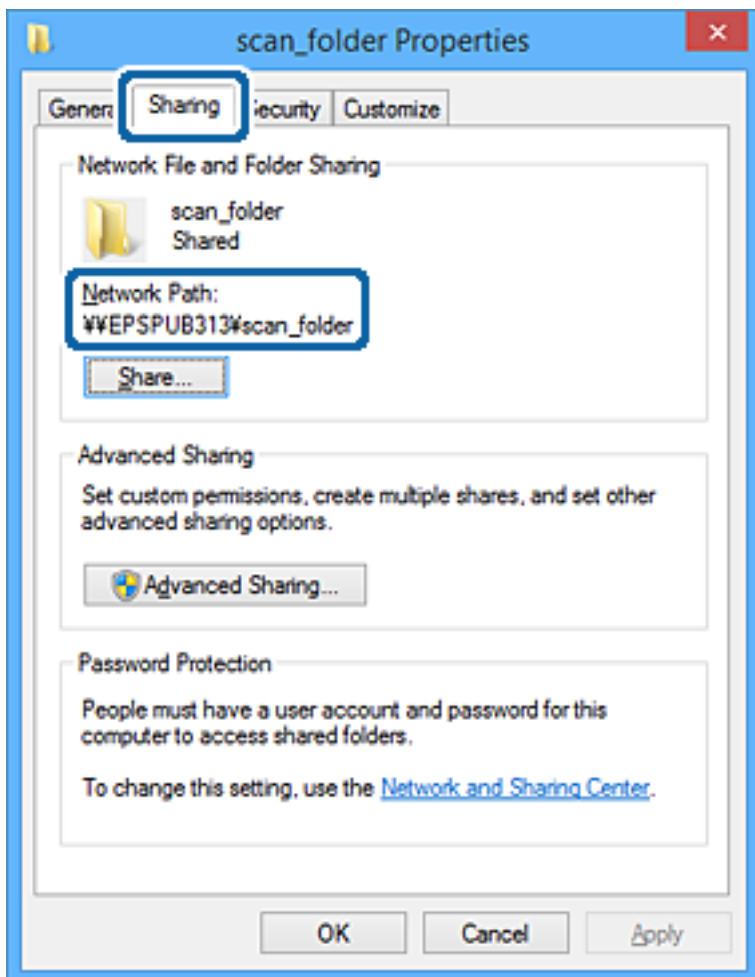 scan_folder Properties
Sharing
Customize
Network File and Folder Sharing
scan_folder
Shared
Network Path:
¥¥EPSPUB313¥scan_folder
Share...
Advanced Sharing
Set custom permissions, create multiple shares, and set other
advanced sharing options.
Advanced Sharing...
Password Protection
People must have a user account and password for this
computer to access shared folders.
To change this setting, use the Network and Sharing Center.
OK Cancel Apply